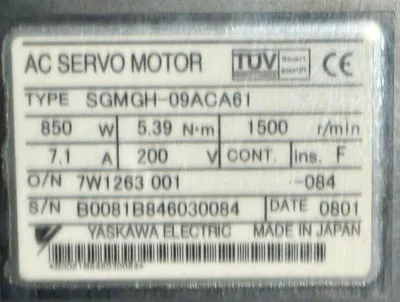 AC SERVO MOTOR TÜV CE
TYPE SGMGH-09ACA61
850 W 5.39 N·m 1500 r/min
7.1 A 200 V CONT. Ins. F
O/N 7W1263 001 -084
S/N B0081B846030084 DATE 0801
YASKAWA ELECTRIC MADE IN JAPAN